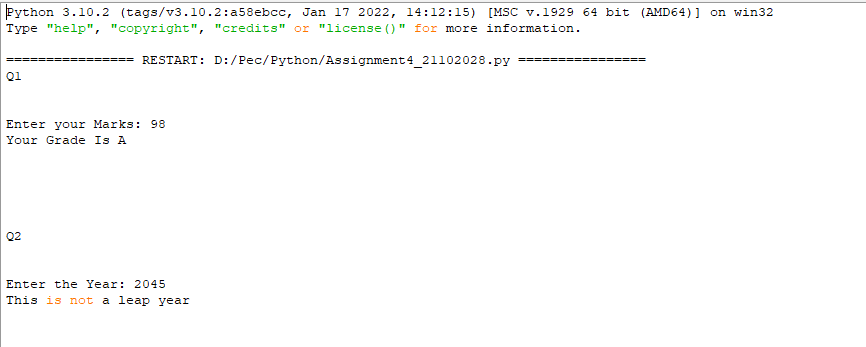 Python 3.10.2 (tags/v3.10.2:a58ebcc, Jan 17 2022, 14:12:15) [MSC v.1929 64 bit (AMD64)] on win32
Type "help", "copyright", "credits" or "license()" for more information.
================ RESTART: D:/Pec/Python/Assignment4_21102028.py ================
Q1
Enter your Marks: 98
Your Grade Is A
Q2
Enter the Year: 2045
This is not a leap year